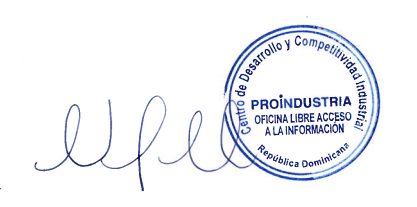 Centro de Desarrollo y Competitividad Industrial
PROINDUSTRIA
OFICINA LIBRE ACCESO
A LA INFORMACIÓN
República Dominicana